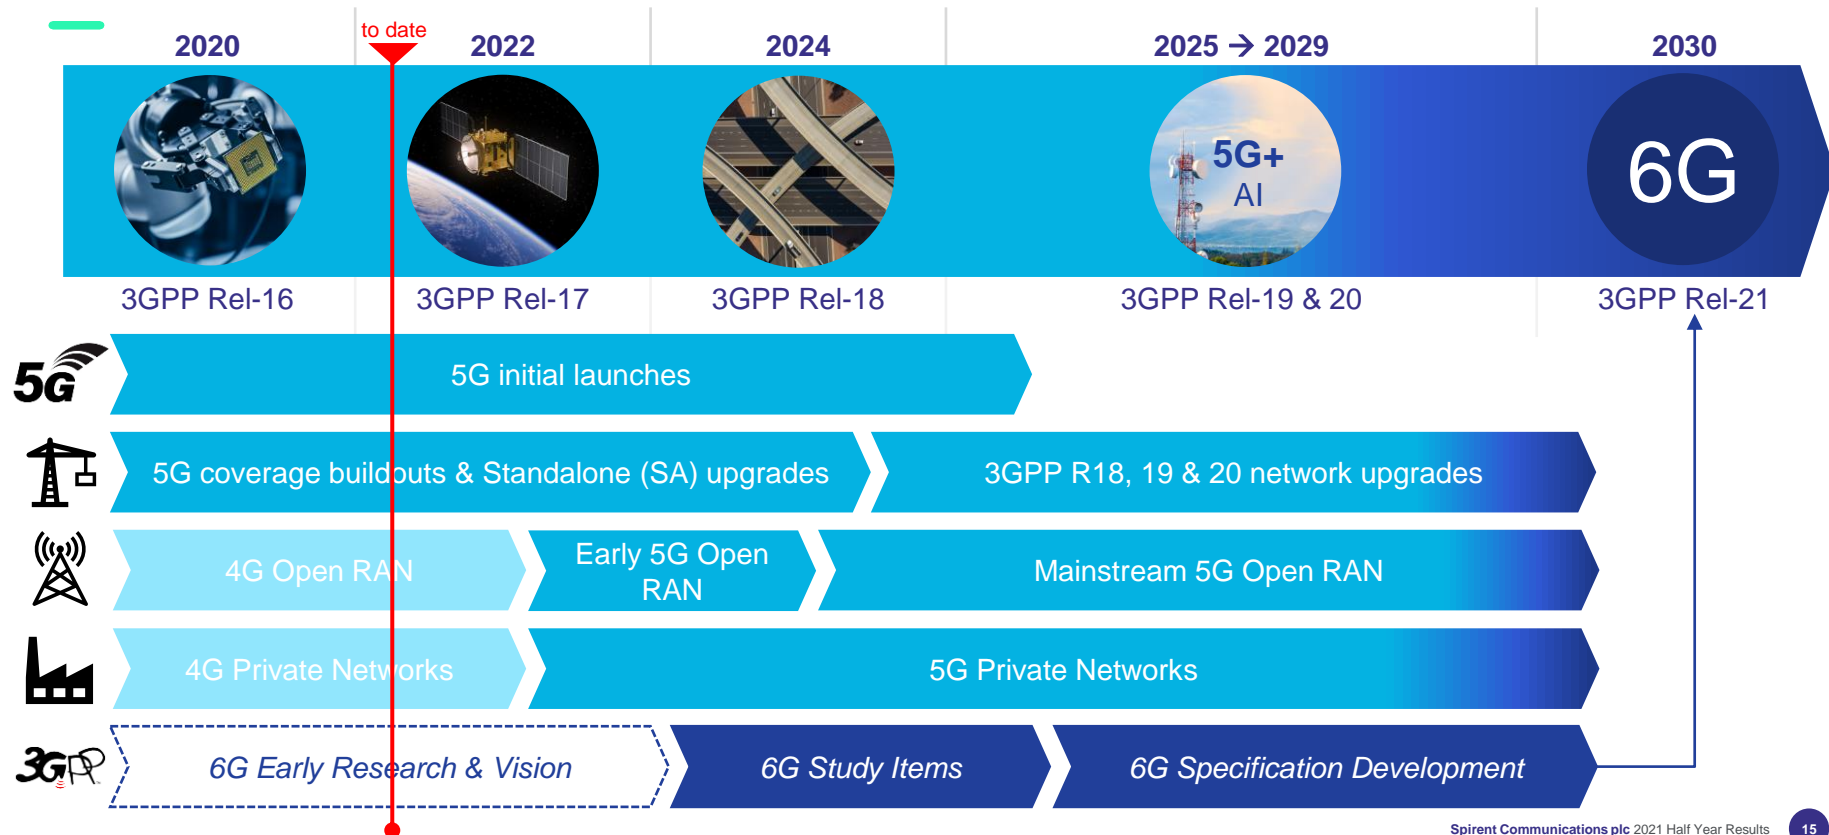 to date
2020
2022
2024
2025 → 2029
2030
5G+
AI
6G
3GPP Rel-16
3GPP Rel-17
3GPP Rel-18
3GPP Rel-19 & 20
3GPP Rel-21
5G
5G initial launches
5G coverage buildouts & Standalone (SA) upgrades
3GPP R18, 19 & 20 network upgrades
4G Open RAN
Early 5G Open
RAN
Mainstream 5G Open RAN
4G Private Networks
5G Private Networks
3GPP
6G Early Research & Vision
6G Study Items
6G Specification Development
Spirent Communications plc 2021 Half Year Results
15